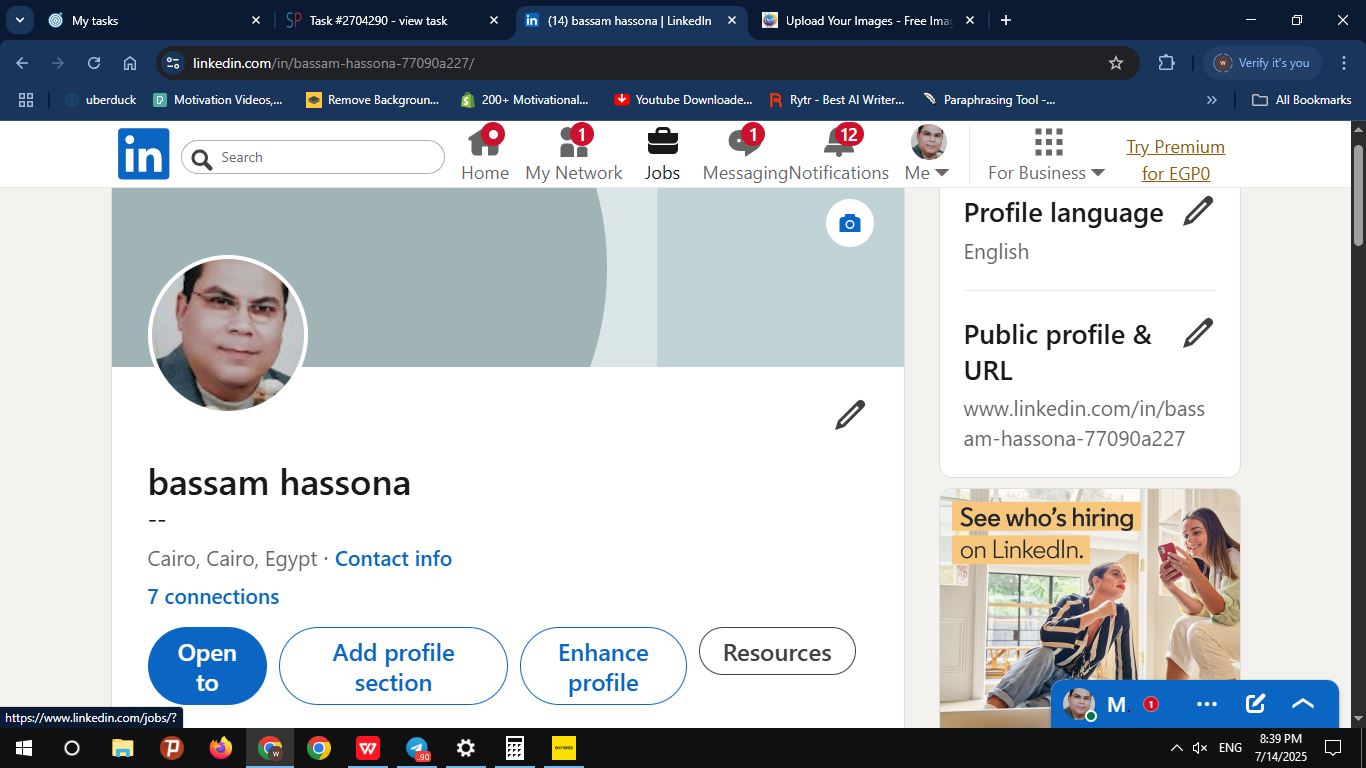 My tasks
SP Task #2704290 - view task
in (14) bassam hassona | LinkedIn
Upload Your Images - Free Imag
linkedin.com/in/bassam-hassona-77090a227/
w Verify it's you
uberduck
Motivation Videos,...
Remove Backgroun...
200+ Motivational...
Youtube Downloade...
Rytr - Best AI Writer...
Paraphrasing Tool -...
All Bookmarks
in
Search
Home
1
My Network
Jobs
1
Messaging
12
Notifications
Me
For Business
Try Premium
for EGP0
Profile language
English
Public profile &
URL
www.linkedin.com/in/bass
am-hassona-77090a227
bassam hassona
--
Cairo, Cairo, Egypt · Contact info
7 connections
Open
to
Add profile
section
Enhance
profile
Resources
See who's hiring
on LinkedIn.
M. 1
https://www.linkedin.com/jobs/?
w
W
.90
exness
ENG
8:39 PM
7/14/2025